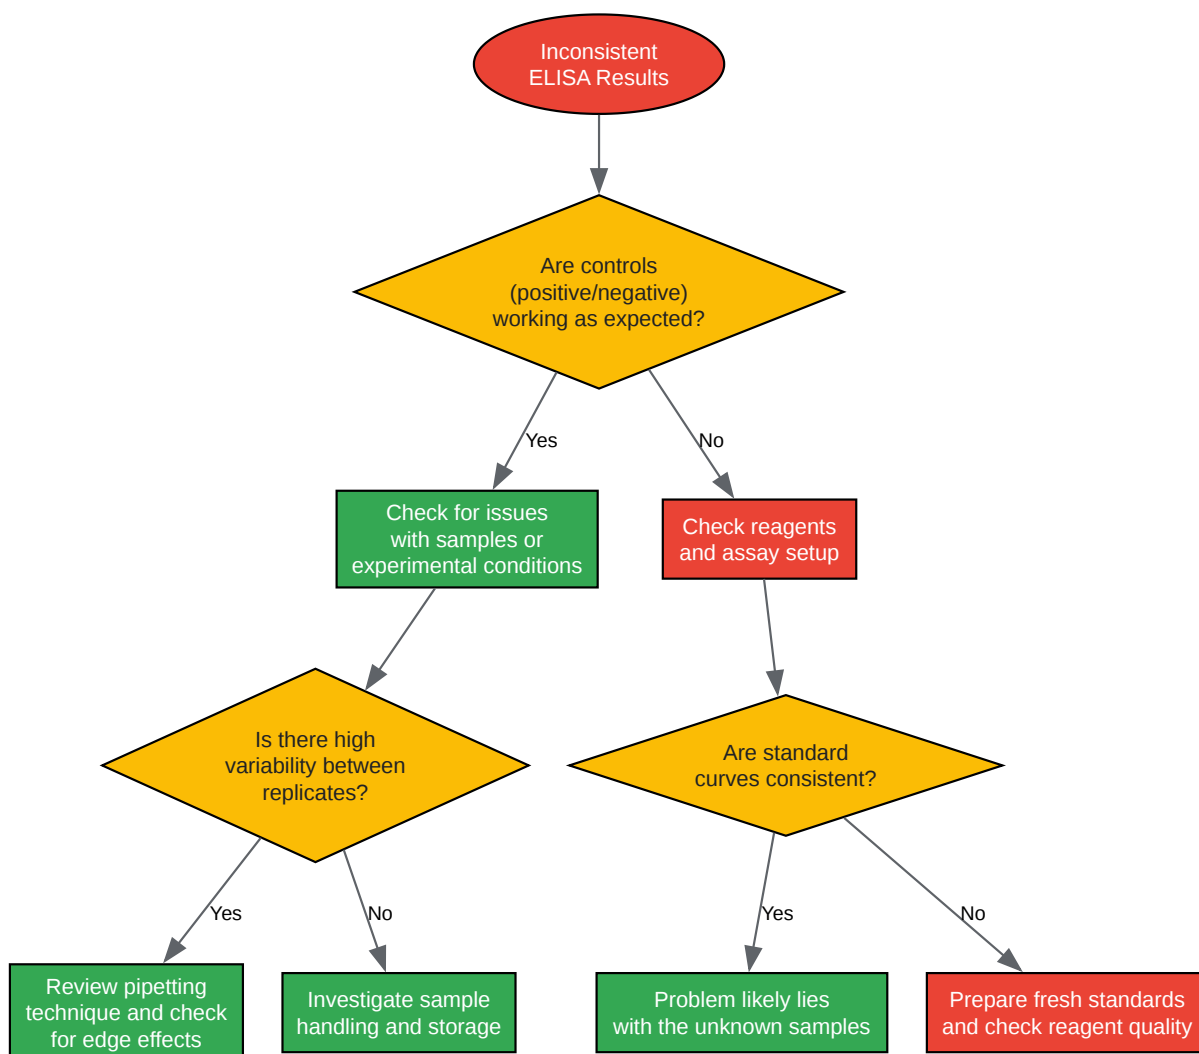 Inconsistent
ELISA Results
Are controls
(positive/negative)
working as expected?
Yes
No
Check for issues
with samples or
experimental conditions
Check reagents
and assay setup
Is there high
variability between
replicates?
Are standard
curves consistent?
Yes
No
Yes
No
Review pipetting
technique and check
for edge effects
Investigate sample
handling and storage
Problem likely lies
with the unknown samples
Prepare fresh standards
and check reagent quality